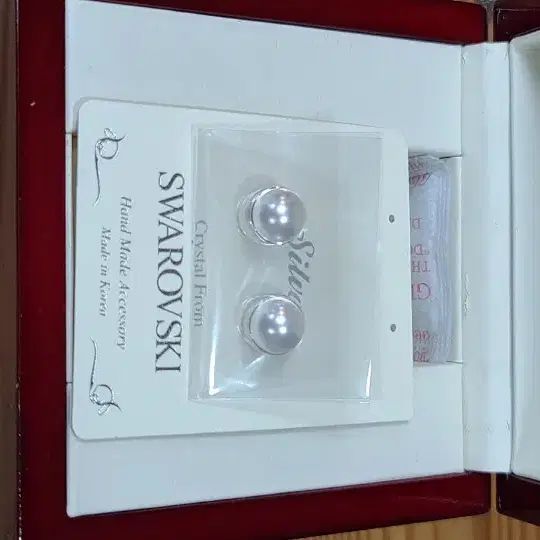 Silver
Crystal From
SWAROVSKI
Hand Made Accessory
Made in Korea